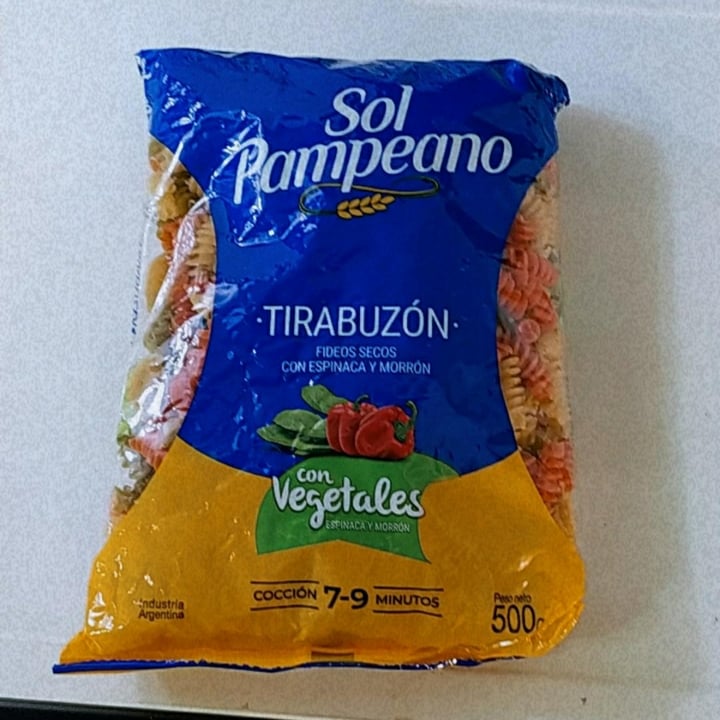 Sol
Pampeano
·TIRABUZÓN·
FIDEOS SECOS
CON ESPINACA Y MORRÓN
con
Vegetales
ESPINACA Y MORRÓN
COCCIÓN 7-9 MINUTOS
Industria
Argentina
Peso neto
500g